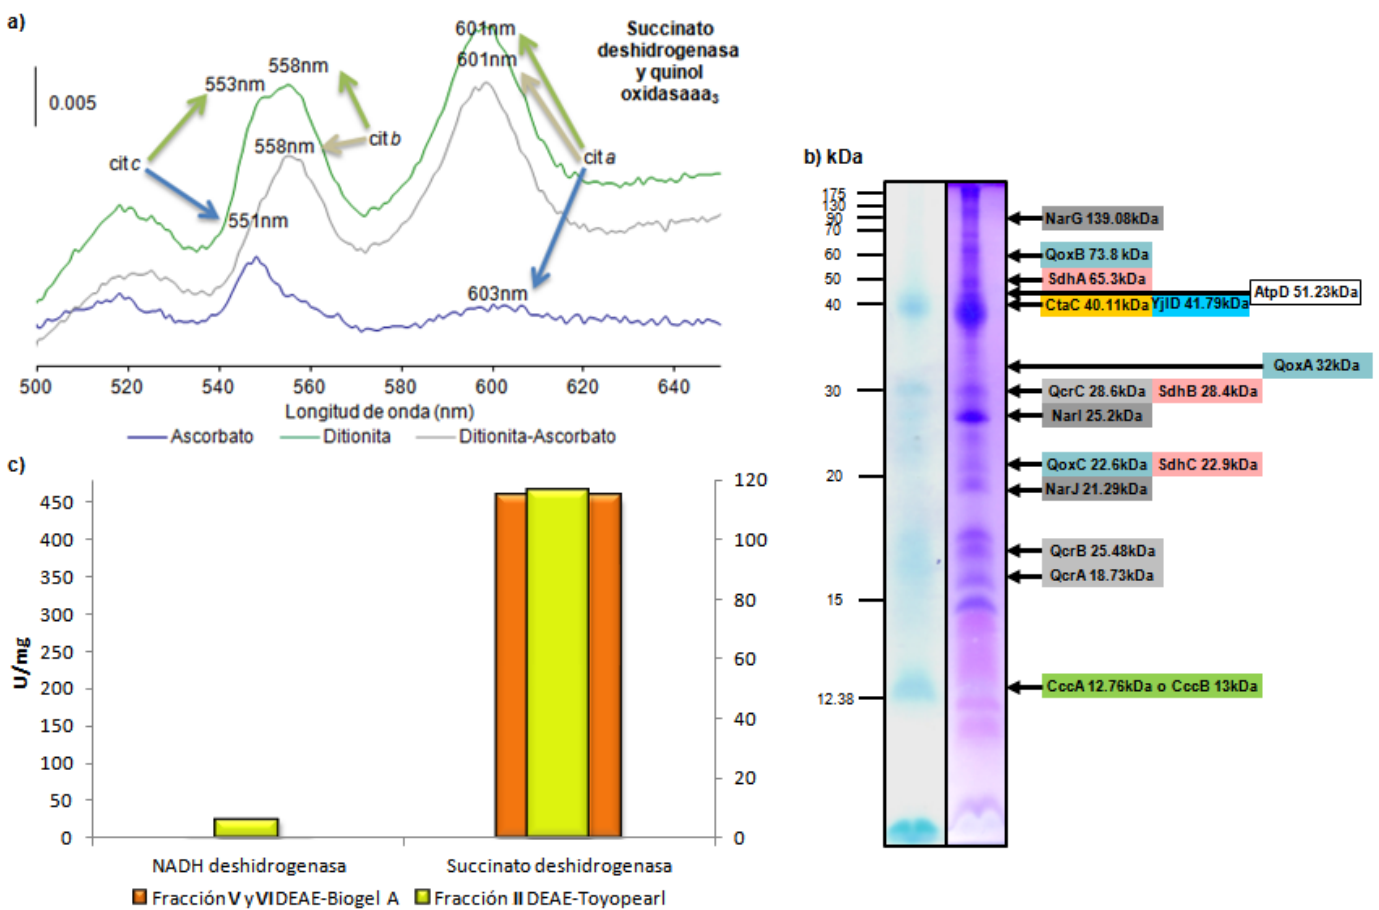 a)
Succinato
deshidrogenasa
y quinol
oxidasaaa₃
601nm
601nm
558nm
553nm
0.005
cit c
558nm
cit b
cit a
551nm
603nm
500 520 540 560 580 600 620 640
Longitud de onda (nm)
Ascorbato Ditionita Ditionita-Ascorbato
b) kDa
175
130
90
70
60
50
40
30
20
15
12.38
NarG 139.08kDa
QoxB 73.8 kDa
SdhA 65.3kDa
AtpD 51.23kDa
CtaC 40.11kDa YjlD 41.79kDa
QoxA 32kDa
QcrC 28.6kDa SdhB 28.4kDa
NarI 25.2kDa
QoxC 22.6kDa SdhC 22.9kDa
NarJ 21.29kDa
QcrB 25.48kDa
QcrA 18.73kDa
CccA 12.76kDa o CccB 13kDa
c)
U/mg
450
400
350
300
250
200
150
100
50
0
120
100
80
60
40
20
0
NADH deshidrogenasa Succinato deshidrogenasa
Fracción V y VI DEAE-Biogel A Fracción II DEAE-Toyopearl